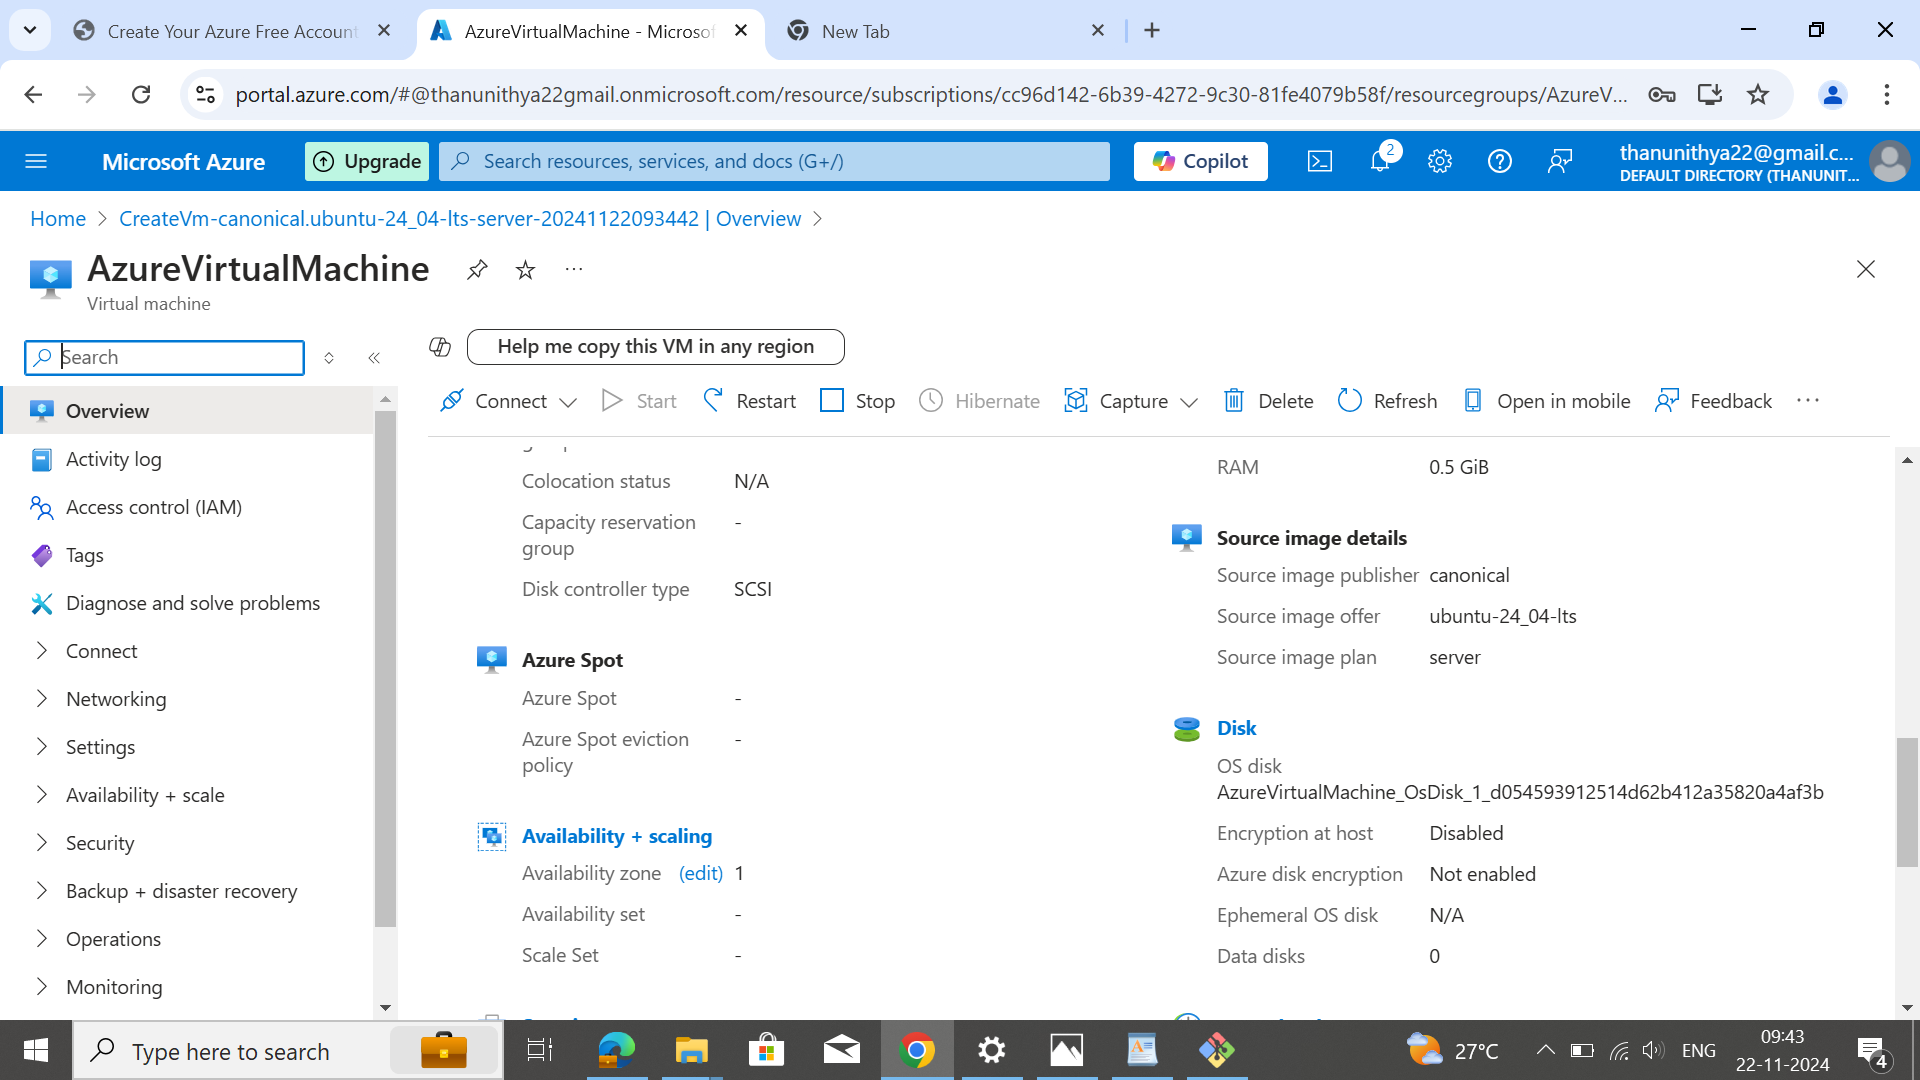 Create Your Azure Free Account
AzureVirtualMachine - Microsof
New Tab
portal.azure.com/#@thanunithya22gmail.onmicrosoft.com/resource/subscriptions/cc96d142-6b39-4272-9c30-81fe4079b58f/resourcegroups/AzureV...
Microsoft Azure
Upgrade
Search resources, services, and docs (G+/)
Copilot
2
thanunithya22@gmail.c...
DEFAULT DIRECTORY (THANUNIT...
Home > CreateVm-canonical.ubuntu-24_04-lts-server-20241122093442 | Overview >
AzureVirtualMachine
Virtual machine
Search
Help me copy this VM in any region
Connect
Start
Restart
Stop
Hibernate
Capture
Delete
Refresh
Open in mobile
Feedback
Overview
Activity log
Access control (IAM)
Tags
Diagnose and solve problems
Connect
Networking
Settings
Availability + scale
Security
Backup + disaster recovery
Operations
Monitoring
Colocation status N/A
Capacity reservation group -
Disk controller type SCSI
Azure Spot
Azure Spot -
Azure Spot eviction policy -
Availability + scaling
Availability zone (edit) 1
Availability set -
Scale Set -
RAM 0.5 GiB
Source image details
Source image publisher canonical
Source image offer ubuntu-24_04-lts
Source image plan server
Disk
OS disk
AzureVirtualMachine_OsDisk_1_d054593912514d62b412a35820a4af3b
Encryption at host Disabled
Azure disk encryption Not enabled
Ephemeral OS disk N/A
Data disks 0
Type here to search
27°C
ENG
09:43
22-11-2024
4